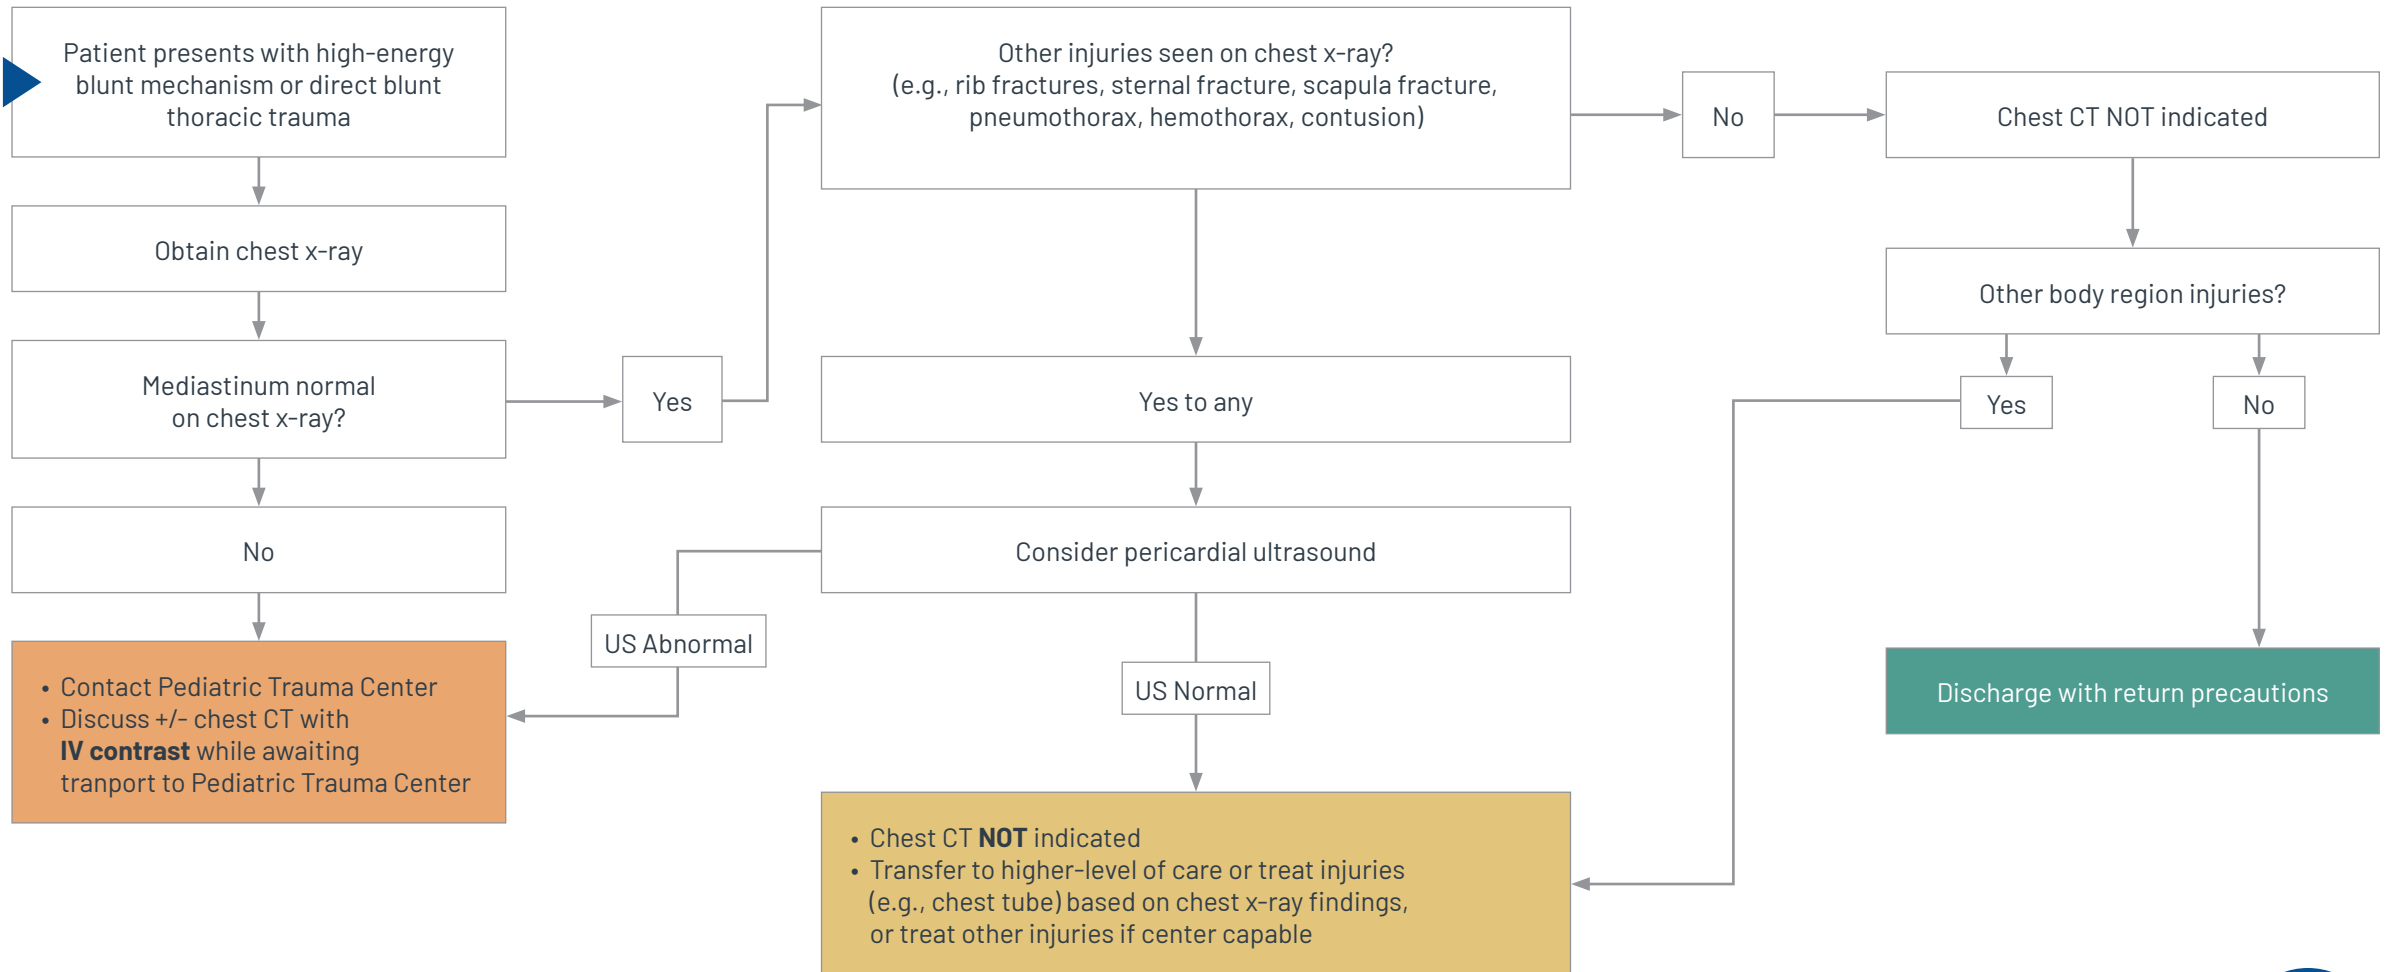 Patient presents with high-energy
blunt mechanism or direct blunt
thoracic trauma
Obtain chest x-ray
Mediastinum normal
on chest x-ray?
Yes
No
• Contact Pediatric Trauma Center
• Discuss +/- chest CT with
IV contrast while awaiting
tranport to Pediatric Trauma Center
Other injuries seen on chest x-ray?
(e.g., rib fractures, sternal fracture, scapula fracture,
pneumothorax, hemothorax, contusion)
Yes to any
Consider pericardial ultrasound
US Abnormal
US Normal
• Chest CT NOT indicated
• Transfer to higher-level of care or treat injuries
(e.g., chest tube) based on chest x-ray findings,
or treat other injuries if center capable
No
Chest CT NOT indicated
Other body region injuries?
Yes
No
Discharge with return precautions